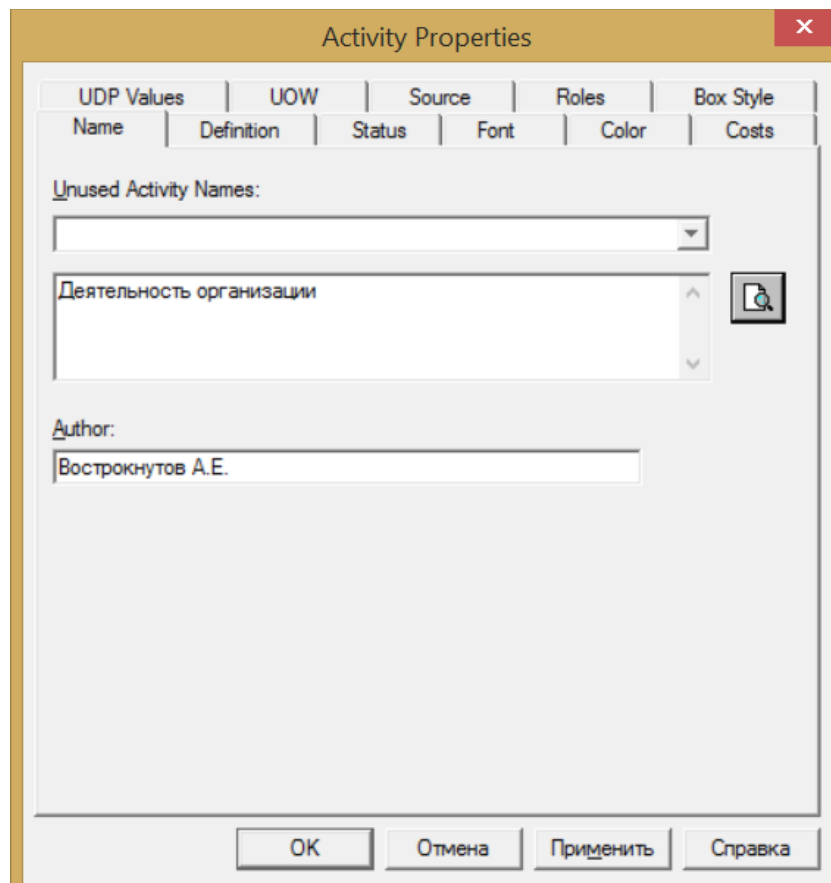 Activity Properties
UDP Values UOW Source Roles Box Style
Name Definition Status Font Color Costs
Unused Activity Names:
Деятельность организации
Author:
Вострокнутов А.Е.
OK Отмена Применить Справка